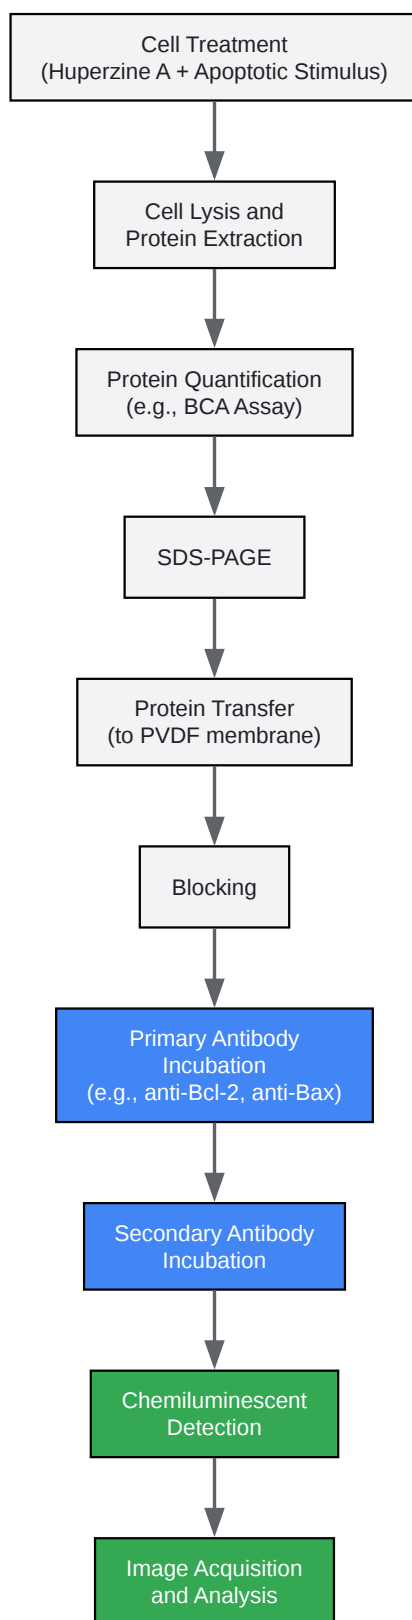 Cell Treatment
(Huperzine A + Apoptotic Stimulus)
Cell Lysis and
Protein Extraction
Protein Quantification
(e.g., BCA Assay)
SDS-PAGE
Protein Transfer
(to PVDF membrane)
Blocking
Primary Antibody
Incubation
(e.g., anti-Bcl-2, anti-Bax)
Secondary Antibody
Incubation
Chemiluminescent
Detection
Image Acquisition
and Analysis